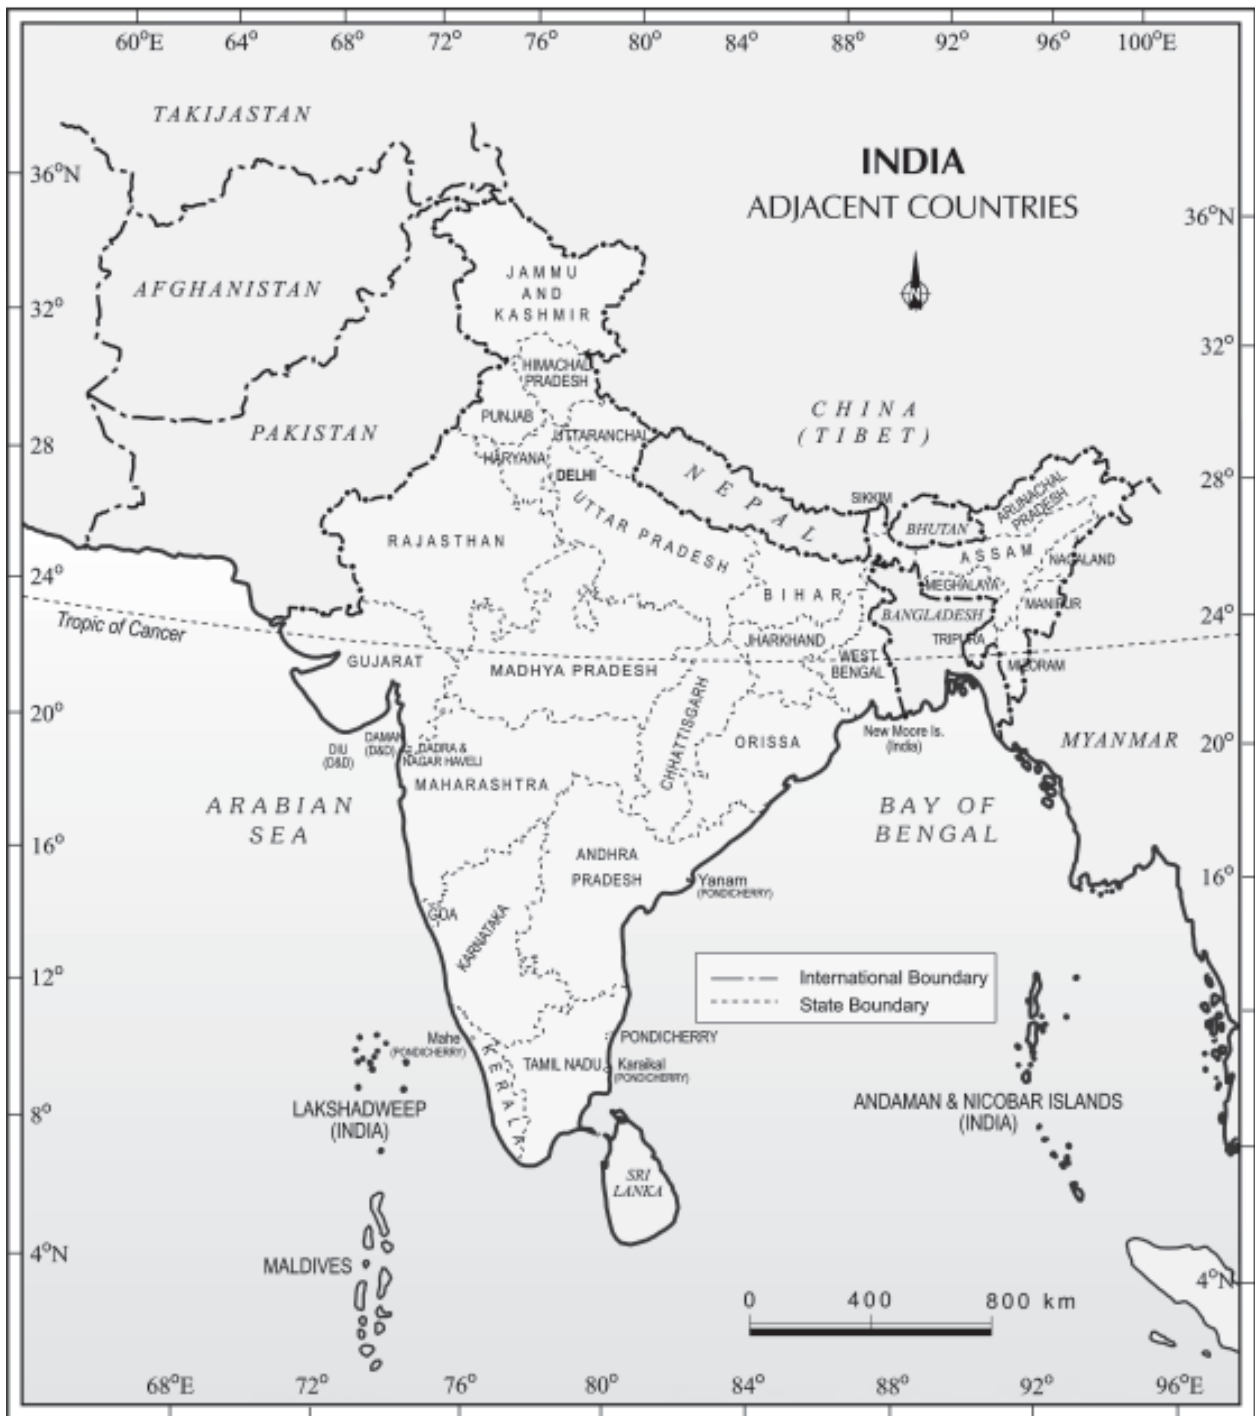 60°E 64° 68° 72° 76° 80° 84° 88° 92° 96° 100°E
TAKIJASTAN
INDIA
ADJACENT COUNTRIES
36°N
36°N
AFGHANISTAN
JAMMU
AND
KASHMIR
32°
32°
HIMACHAL
PRADESH
CHINA
(TIBET)
PUNJAB
PAKISTAN
UTTARANCHAL
28°
HARYANA
DELHI
NEPAL
28°
SIKKIM
ARUNACHAL
PRADESH
BHUTAN
UTTAR PRADESH
RAJASTHAN
ASSAM
NAGALAND
24°
MEGHALAYA
BIHAR
MANIPUR
BANGLADESH
24°
Tropic of Cancer
JHARKHAND
TRIPURA
GUJARAT
MADHYA PRADESH
WEST
BENGAL
MIZORAM
CHHATTISGARH
20°
DAMAN
(D&D)
DIU
(D&D)
DADRA &
NAGAR HAVELI
ORISSA
New Moore Is.
(India)
MYANMAR
20°
MAHARASHTRA
ARABIAN
SEA
BAY OF
BENGAL
16°
ANDHRA
PRADESH
Yanam
(PONDICHERRY)
16°
GOA
KARNATAKA
12°
International Boundary
State Boundary
12°
Mahe
(PONDICHERRY)
KERALA
PONDICHERRY
TAMIL NADU
Karaikal
(PONDICHERRY)
LAKSHADWEEP
(INDIA)
ANDAMAN & NICOBAR ISLANDS
(INDIA)
8°
8°
SRI
LANKA
4°N
MALDIVES
4°N
0 400 800 km
68°E 72° 76° 80° 84° 88° 92° 96°E